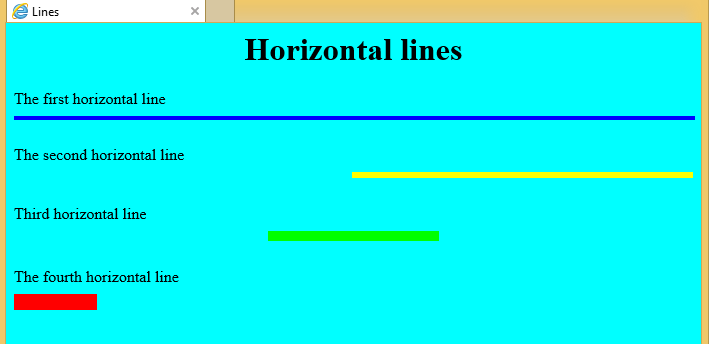 Lines
Horizontal lines
The first horizontal line
The second horizontal line
Third horizontal line
The fourth horizontal line